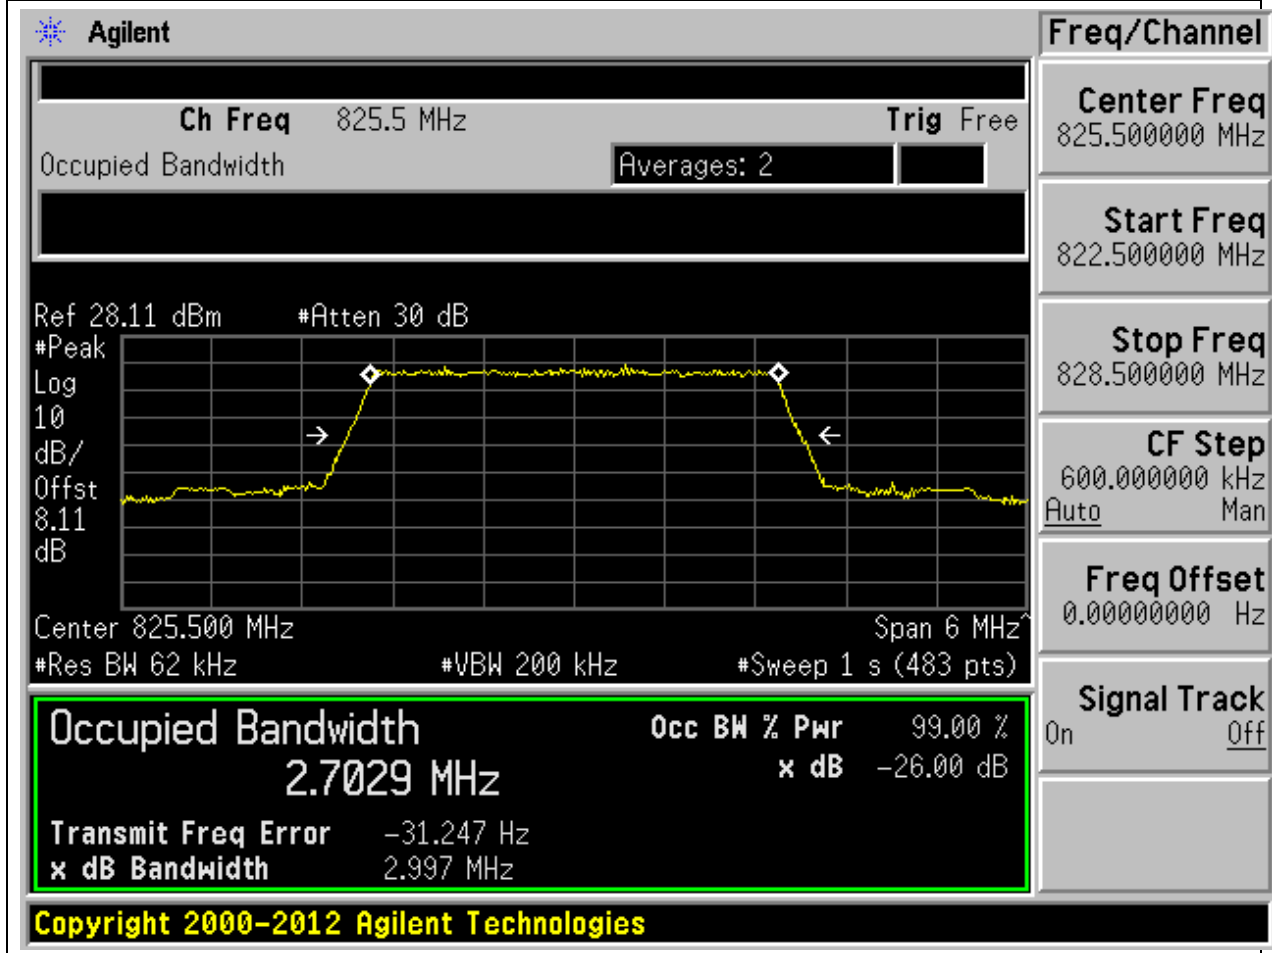 Agilent
Freq/Channel
Ch Freq 825.5 MHz Trig Free
Occupied Bandwidth Averages: 2
Ref 28.11 dBm #Atten 30 dB
#Peak
Log
10
dB/
Offst
8.11
dB
Center 825.500 MHz Span 6 MHz^
#Res BW 62 kHz #VBW 200 kHz #Sweep 1 s (483 pts)
Occupied Bandwidth
2.7029 MHz
Occ BW % Pwr 99.00 %
x dB -26.00 dB
Transmit Freq Error -31.247 Hz
x dB Bandwidth 2.997 MHz
Center Freq
825.500000 MHz
Start Freq
822.500000 MHz
Stop Freq
828.500000 MHz
CF Step
600.000000 kHz
Auto Man
Freq Offset
0.00000000 Hz
Signal Track
On Off
Copyright 2000-2012 Agilent Technologies